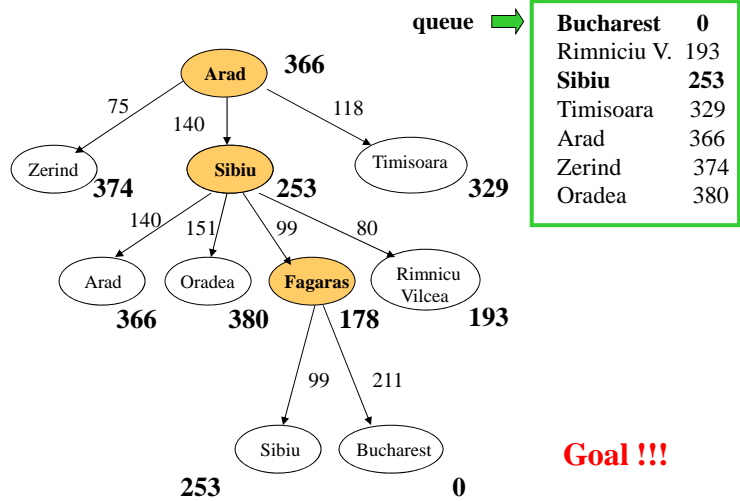 queue
Bucharest 0
Rimniciu V. 193
Sibiu 253
Timisoara 329
Arad 366
Zerind 374
Oradea 380
Arad 366
75
140
118
Zerind
374
Sibiu
253
Timisoara
329
140
151
99
80
Arad
366
Oradea
380
Fagaras
178
Rimnicu
Vilcea
193
99
211
Sibiu
253
Bucharest
0
Goal !!!